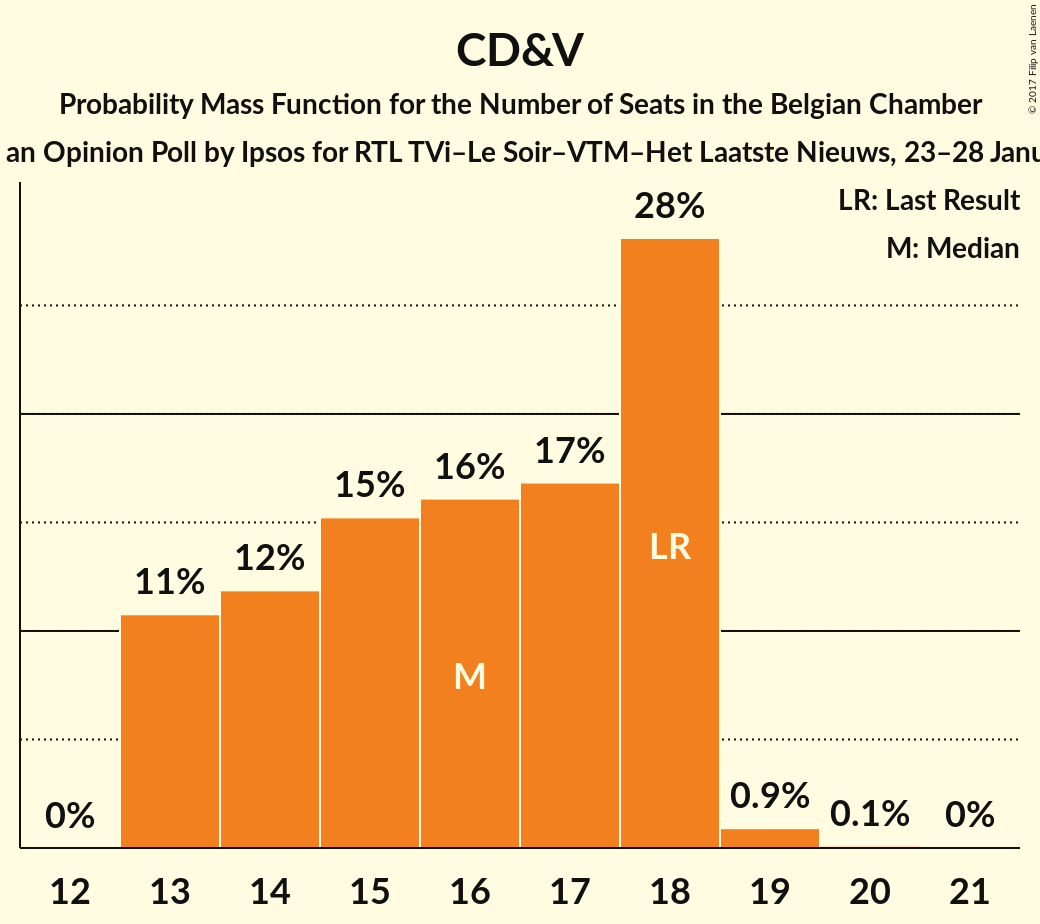 CD&V
Probability Mass Function for the Number of Seats in the Belgian Chamber
an Opinion Poll by Ipsos for RTL TVi–Le Soir–VTM–Het Laatste Nieuws, 23–28 Janu
© 2017 Filip van Laenen
LR: Last Result
M: Median
28%
17%
16%
15%
12%
11%
LR
M
0%
0.9%
0.1%
0%
12 13 14 15 16 17 18 19 20 21